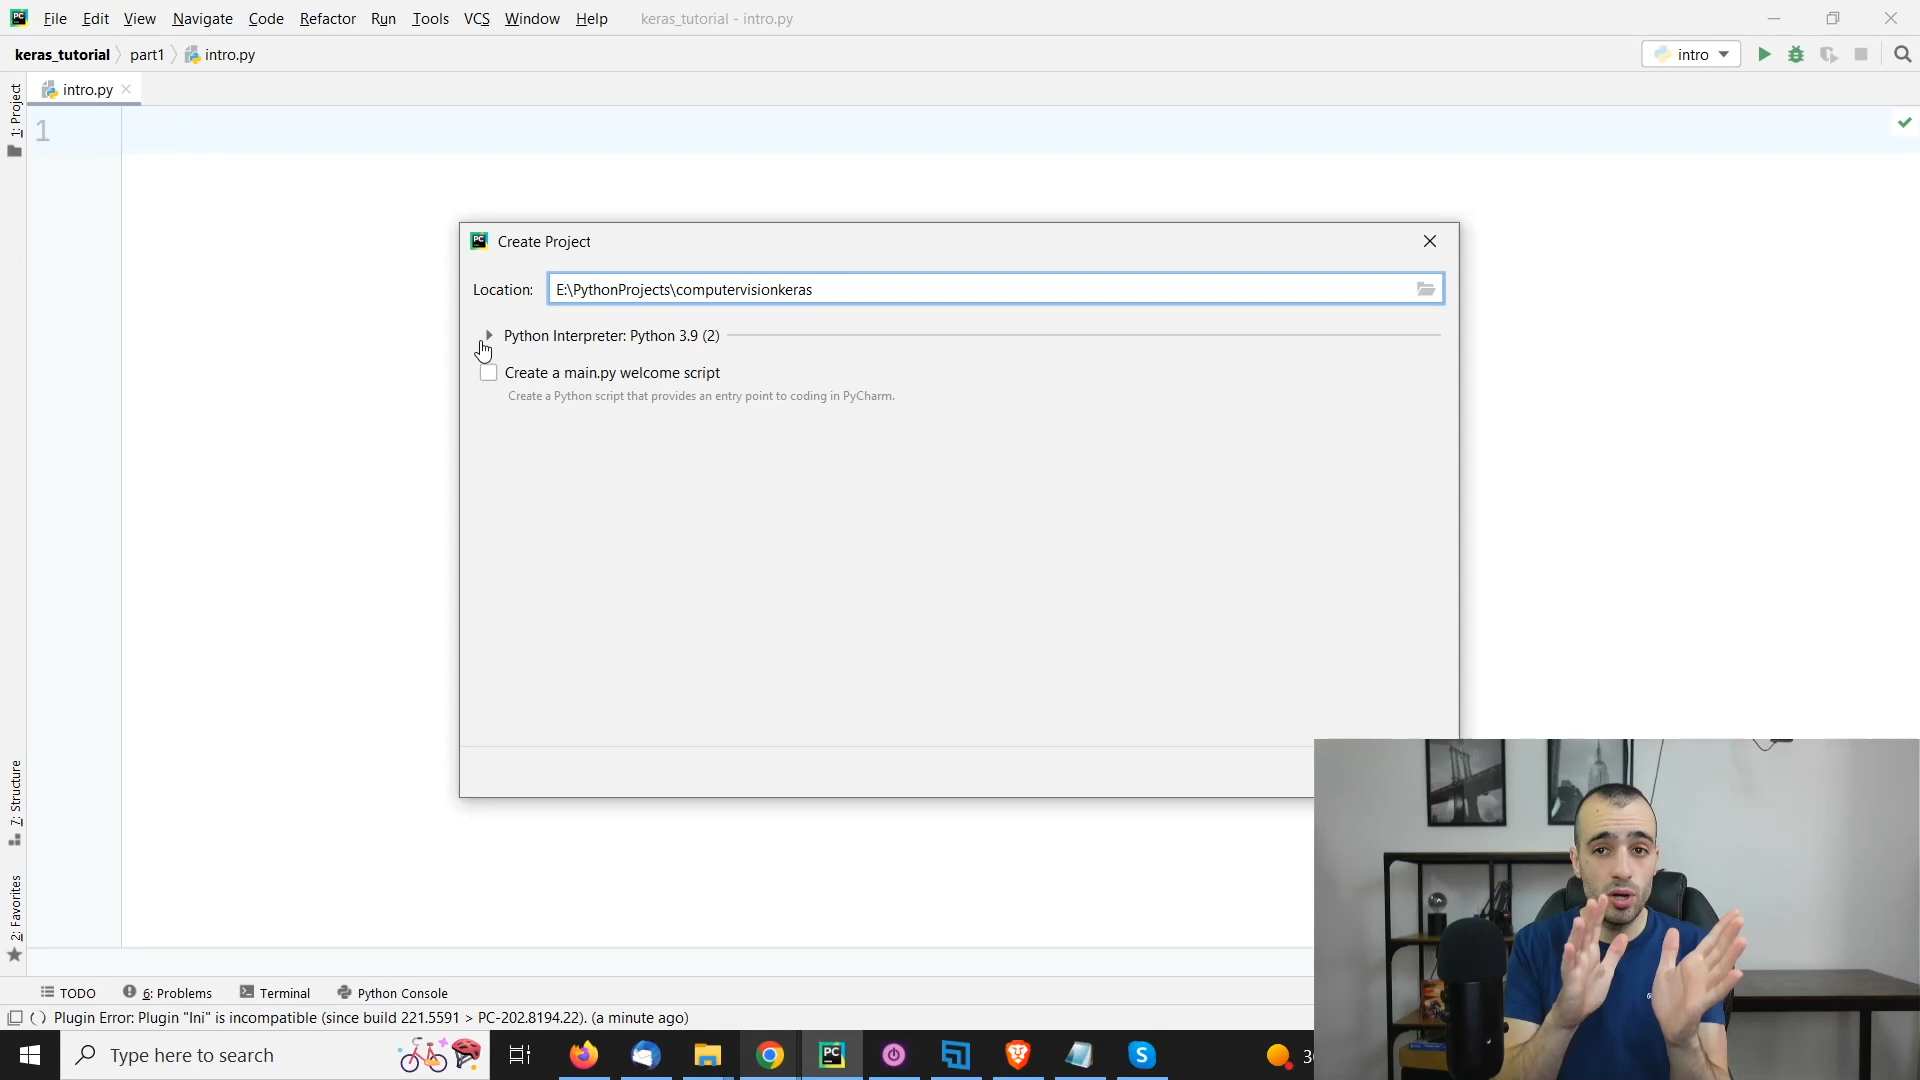 File Edit View Navigate Code Refactor Run Tools VCS Window Help keras_tutorial - intro.py
keras_tutorial part1 intro.py intro
intro.py
1: Project
1
PC Create Project
Location: E:\PythonProjects\computervisionkeras
Python Interpreter: Python 3.9 (2)
Create a main.py welcome script
Create a Python script that provides an entry point to coding in PyCharm.
7: Structure
2: Favorites
TODO 6: Problems Terminal Python Console
Plugin Error: Plugin "Ini" is incompatible (since build 221.5591 > PC-202.8194.22). (a minute ago)
Type here to search PC S